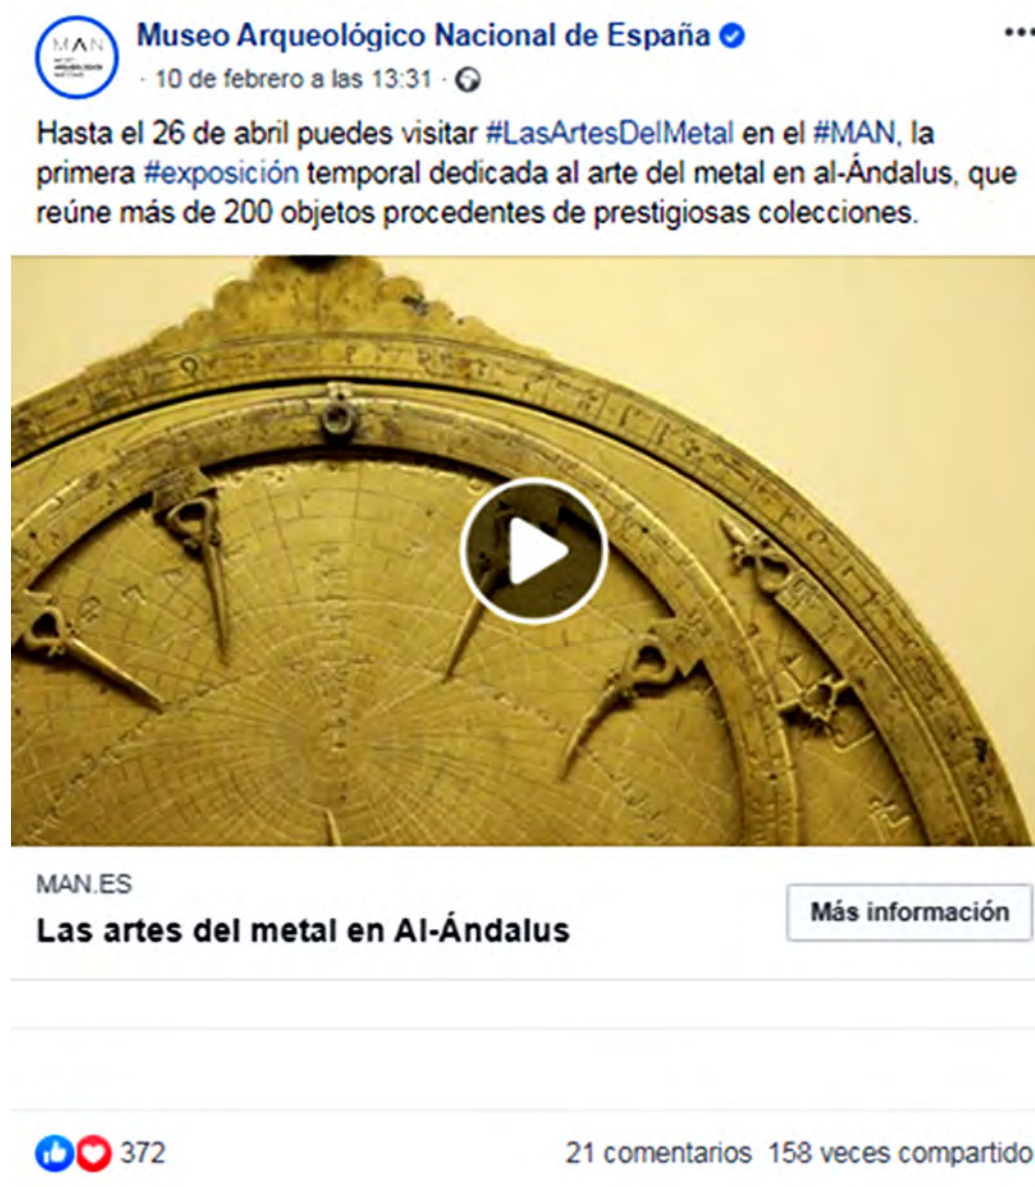 MAN
Museo Arqueológico Nacional de España
· 10 de febrero a las 13:31 ·
Hasta el 26 de abril puedes visitar #LasArtesDelMetal en el #MAN, la
primera #exposición temporal dedicada al arte del metal en al-Ándalus, que
reúne más de 200 objetos procedentes de prestigiosas colecciones.
MAN.ES
Las artes del metal en Al-Ándalus
Más información
372
21 comentarios 158 veces compartido